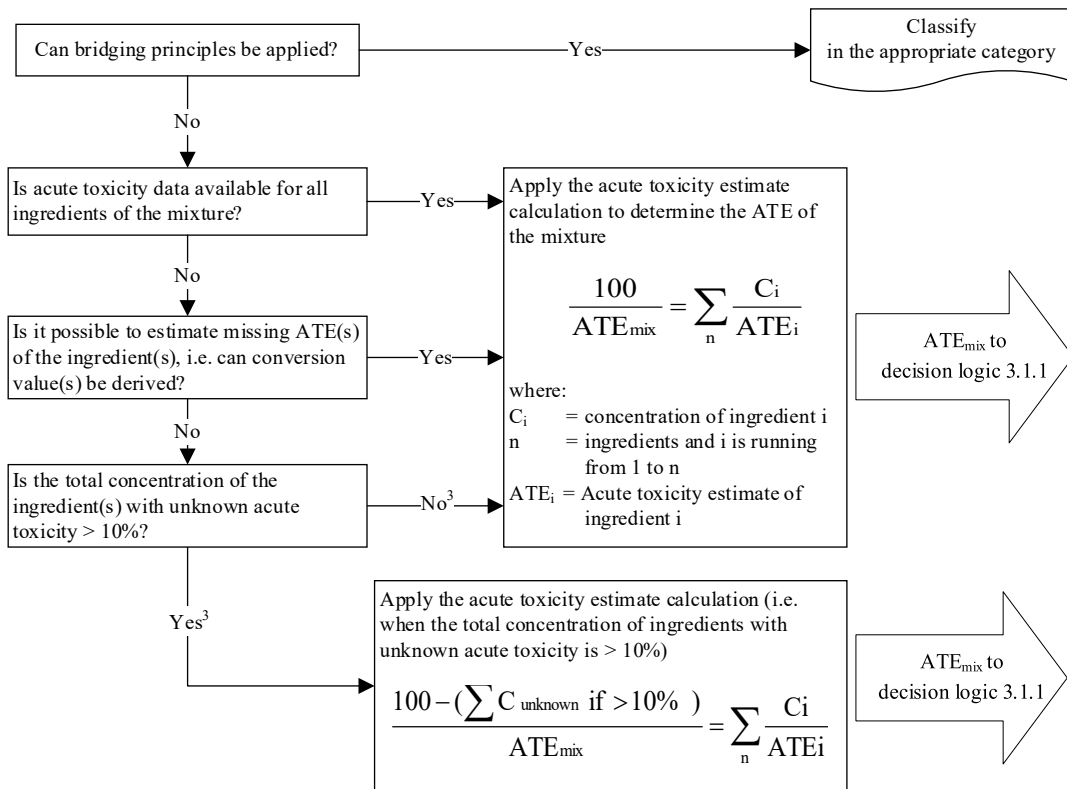 Can bridging principles be applied?
Yes
Classify
in the appropriate category
No
Is acute toxicity data available for all
ingredients of the mixture?
Yes
No
Is it possible to estimate missing ATE(s)
of the ingredient(s), i.e. can conversion
value(s) be derived?
Yes
No
Is the total concentration of the
ingredient(s) with unknown acute
toxicity > 10%?
No³
Apply the acute toxicity estimate
calculation to determine the ATE of
the mixture
100/ATEmix = ∑n Ci/ATEi
where:
Ci = concentration of ingredient i
n = ingredients and i is running
from 1 to n
ATEi = Acute toxicity estimate of
ingredient i
ATEmix to
decision logic 3.1.1
Yes³
Apply the acute toxicity estimate calculation (i.e.
when the total concentration of ingredients with
unknown acute toxicity is > 10%)
100 − (∑ C unknown if > 10% )/ATEmix = ∑n Ci/ATEi
ATEmix to
decision logic 3.1.1